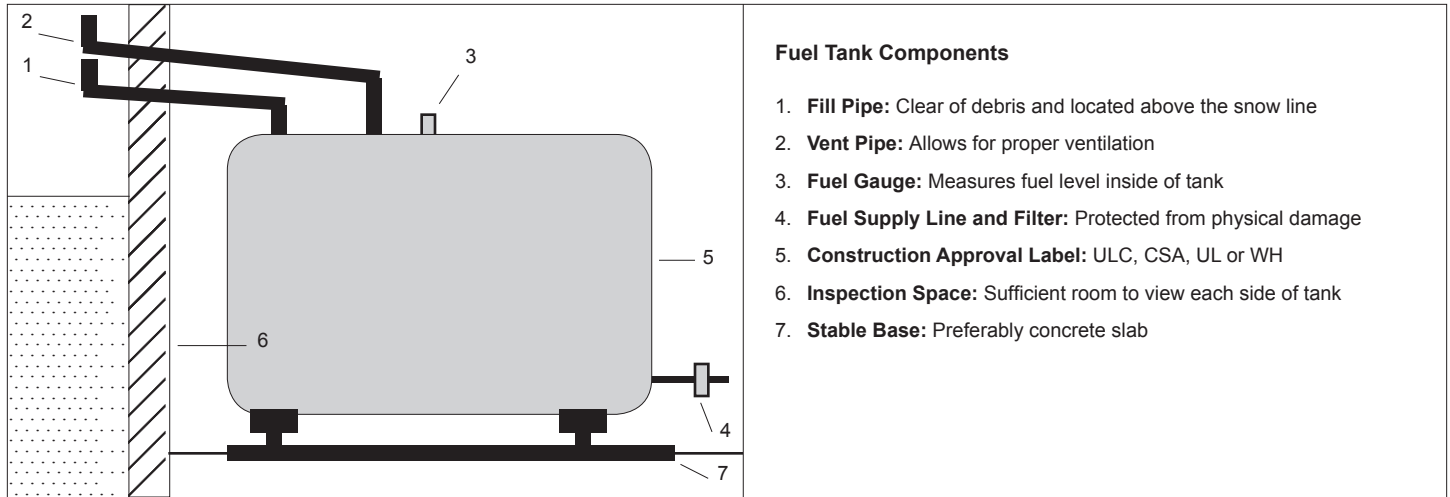 2
1
3
5
6
4
7
Fuel Tank Components
1. Fill Pipe: Clear of debris and located above the snow line
2. Vent Pipe: Allows for proper ventilation
3. Fuel Gauge: Measures fuel level inside of tank
4. Fuel Supply Line and Filter: Protected from physical damage
5. Construction Approval Label: ULC, CSA, UL or WH
6. Inspection Space: Sufficient room to view each side of tank
7. Stable Base: Preferably concrete slab